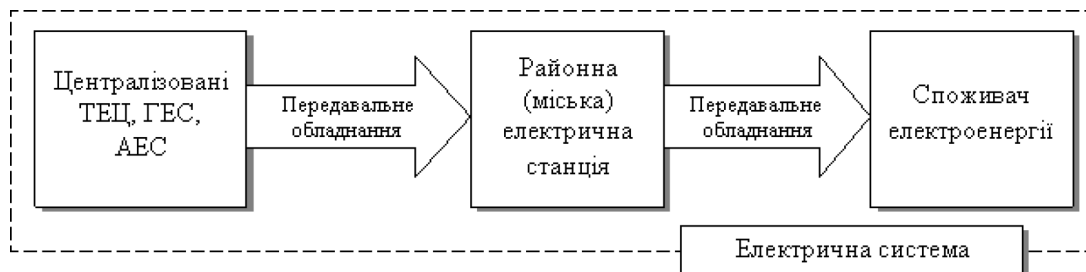 Централізовані
ТЕЦ, ГЕС,
АЕС
Передавальне
обладнання
Районна
(міська)
електрична
станція
Передавальне
обладнання
Споживач
електроенергії
Електрична система